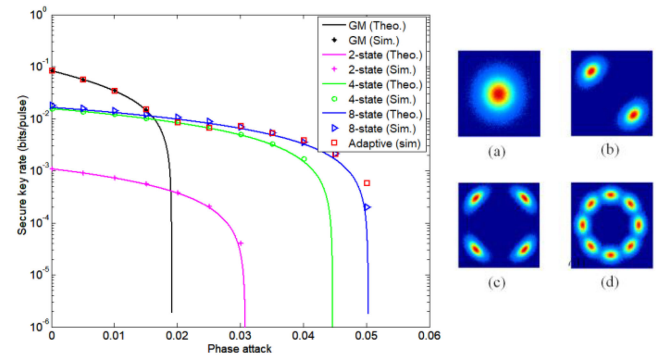 GM (Theo.)
GM (Sim.)
2-state (Theo.)
2-state (Sim.)
4-state (Theo.)
4-state (Sim.)
8-state (Theo.)
8-state (Sim.)
Adaptive (sim)
Secure key rate (bits/pulse)
10^1
10^0
10^-1
10^-2
10^-3
10^-4
10^-5
10^-6
0 0.01 0.02 0.03 0.04 0.05 0.06
Phase attack
(a) (b)
(c) (d)